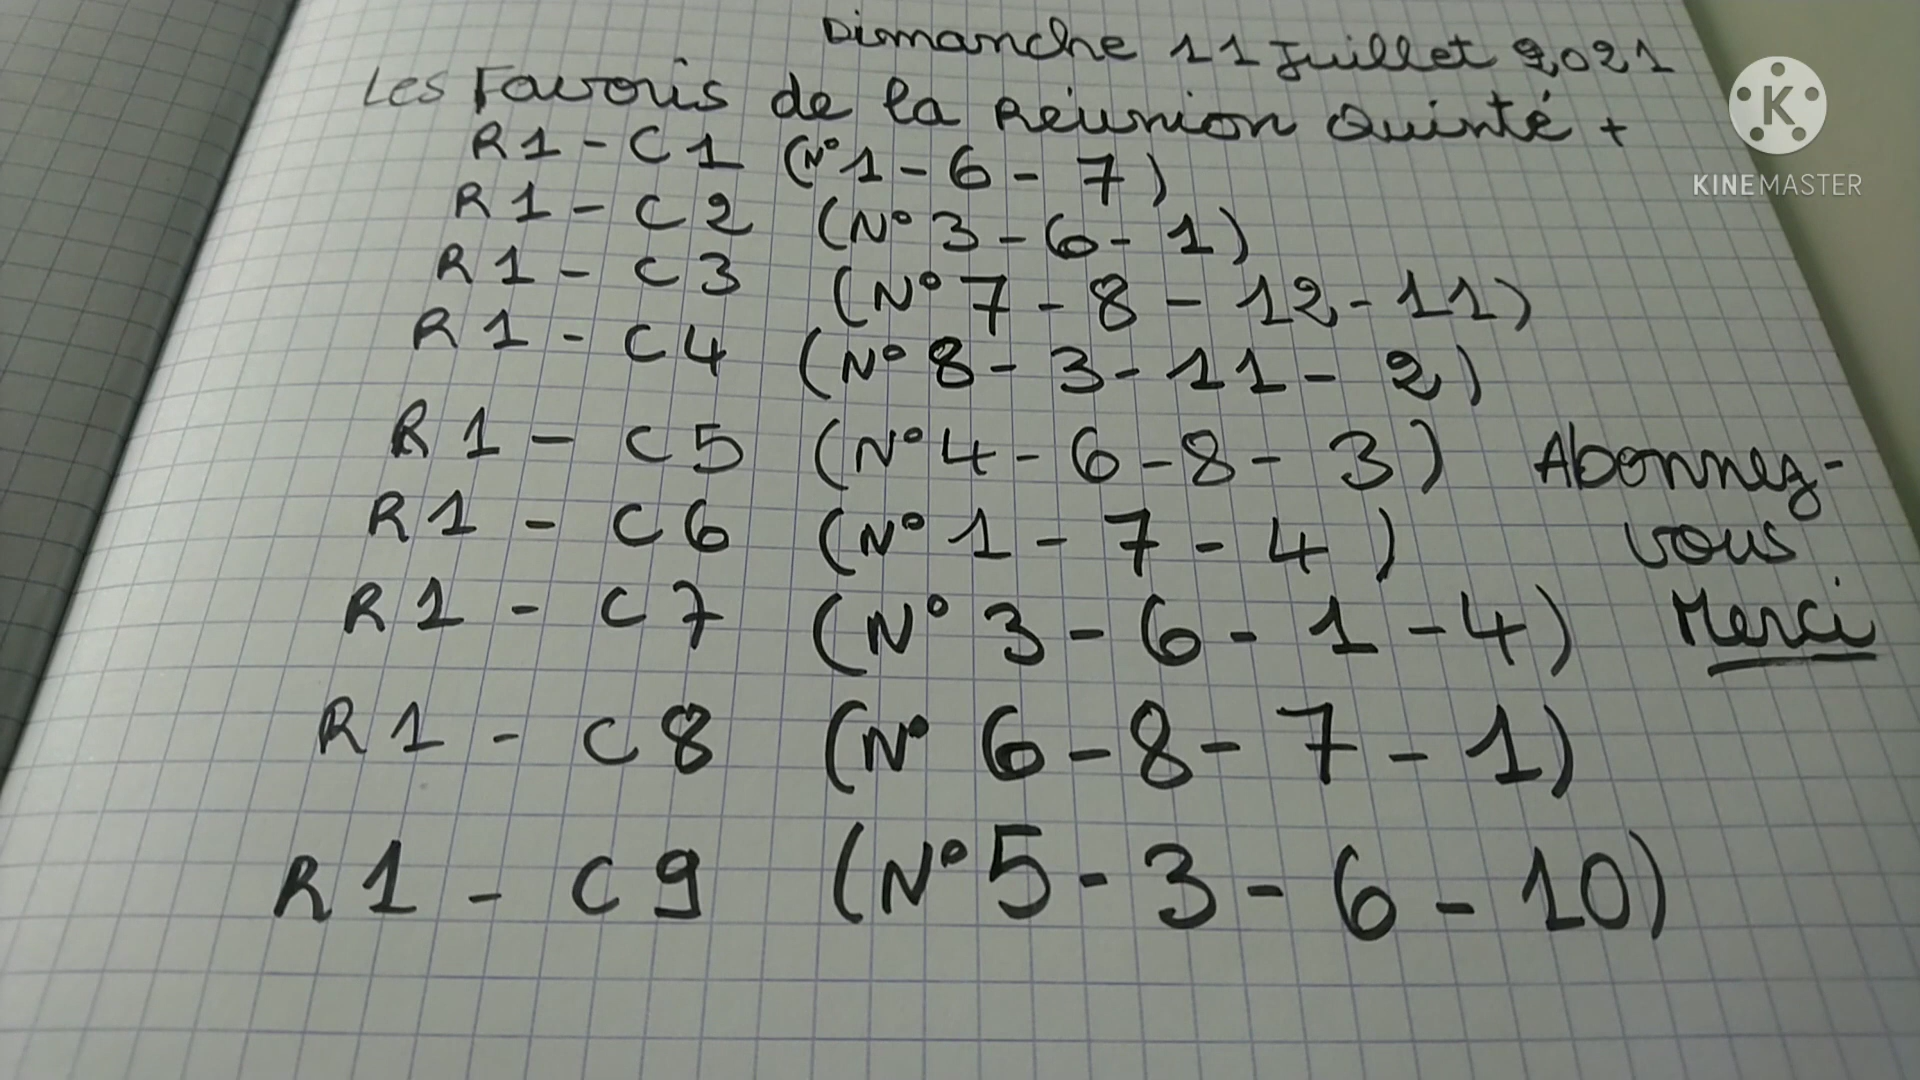 Dimanche 11 Juillet 2021
Les Favoris de la Réunion Quinté +
R1 - C1 (N° 1 - 6 - 7)
R1 - C2 (N° 3 - 6 - 1)
R1 - C3 (N° 7 - 8 - 12 - 11)
R1 - C4 (N° 8 - 3 - 11 - 2)
R1 - C5 (N° 4 - 6 - 8 - 3)
R1 - C6 (N° 1 - 7 - 4)
R1 - C7 (N° 3 - 6 - 1 - 4)
R1 - C8 (N° 6 - 8 - 7 - 1)
R1 - C9 (N° 5 - 3 - 6 - 10)
Abonnez-
vous
Merci
K
KINEMASTER